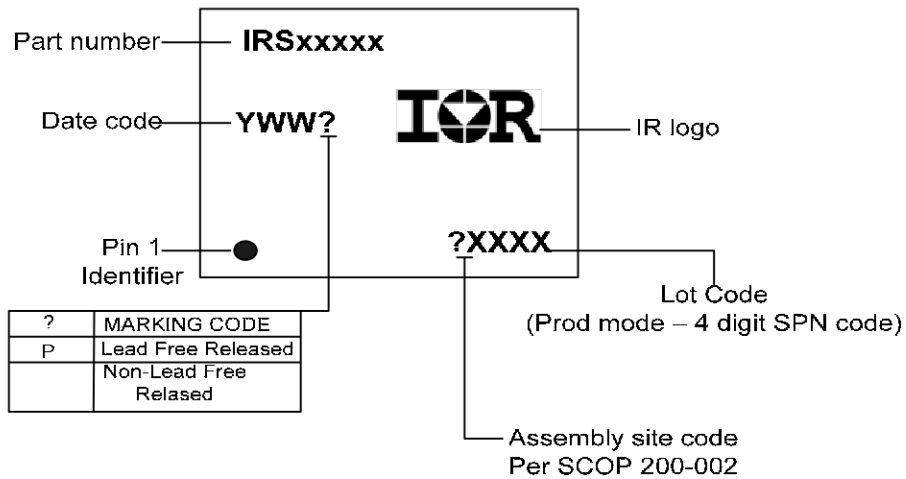 Part number
IRSxxxxx
Date code
YWW?
IOR
IR logo
Pin 1
Identifier
?XXXX
Lot Code
(Prod mode – 4 digit SPN code)
? MARKING CODE
P Lead Free Released
Non-Lead Free
Relased
Assembly site code
Per SCOP 200-002